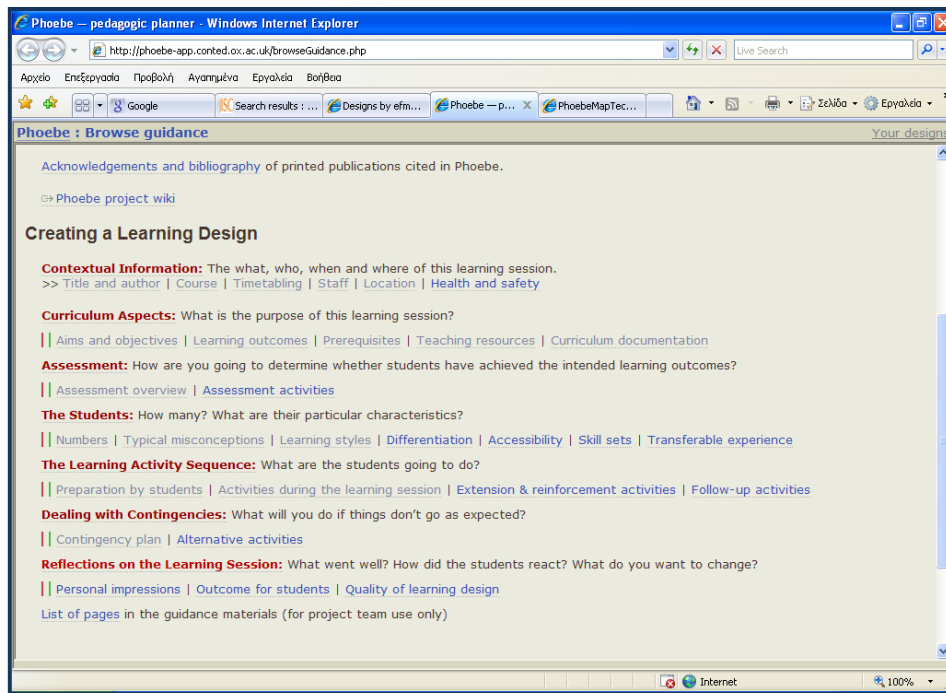 Phoebe — pedagogic planner - Windows Internet Explorer
http://phoebe-app.conted.ox.ac.uk/browseGuidance.php
Live Search
Αρχείο Επεξεργασία Προβολή Αγαπημένα Εργαλεία Βοήθεια
Google Search results : ... Designs by efm... Phoebe — p... X PhoebeMapTec... Σελίδα Εργαλεία
Phoebe : Browse guidance Your designs
Acknowledgements and bibliography of printed publications cited in Phoebe.
Phoebe project wiki
Creating a Learning Design
Contextual Information: The what, who, when and where of this learning session.
>> Title and author | Course | Timetabling | Staff | Location | Health and safety
Curriculum Aspects: What is the purpose of this learning session?
|| Aims and objectives | Learning outcomes | Prerequisites | Teaching resources | Curriculum documentation
Assessment: How are you going to determine whether students have achieved the intended learning outcomes?
|| Assessment overview | Assessment activities
The Students: How many? What are their particular characteristics?
|| Numbers | Typical misconceptions | Learning styles | Differentiation | Accessibility | Skill sets | Transferable experience
The Learning Activity Sequence: What are the students going to do?
|| Preparation by students | Activities during the learning session | Extension & reinforcement activities | Follow-up activities
Dealing with Contingencies: What will you do if things don't go as expected?
|| Contingency plan | Alternative activities
Reflections on the Learning Session: What went well? How did the students react? What do you want to change?
|| Personal impressions | Outcome for students | Quality of learning design
List of pages in the guidance materials (for project team use only)
Internet 100%